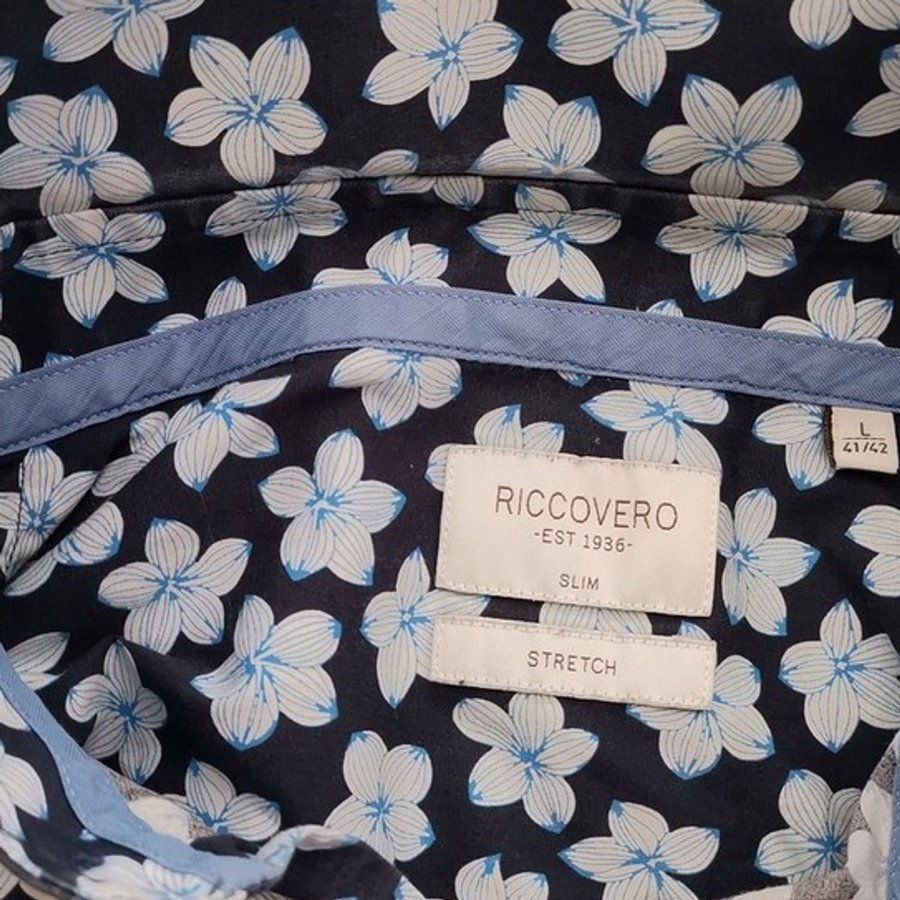 L
41/42
RICCOVERO
-EST 1936-
SLIM
STRETCH